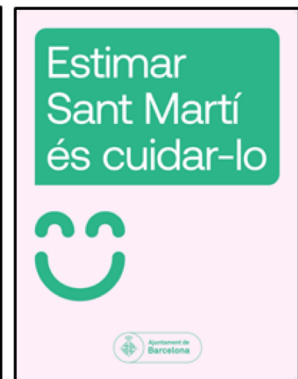 Estimar
Sant Martí
és cuidar-lo
Ajuntament de
Barcelona